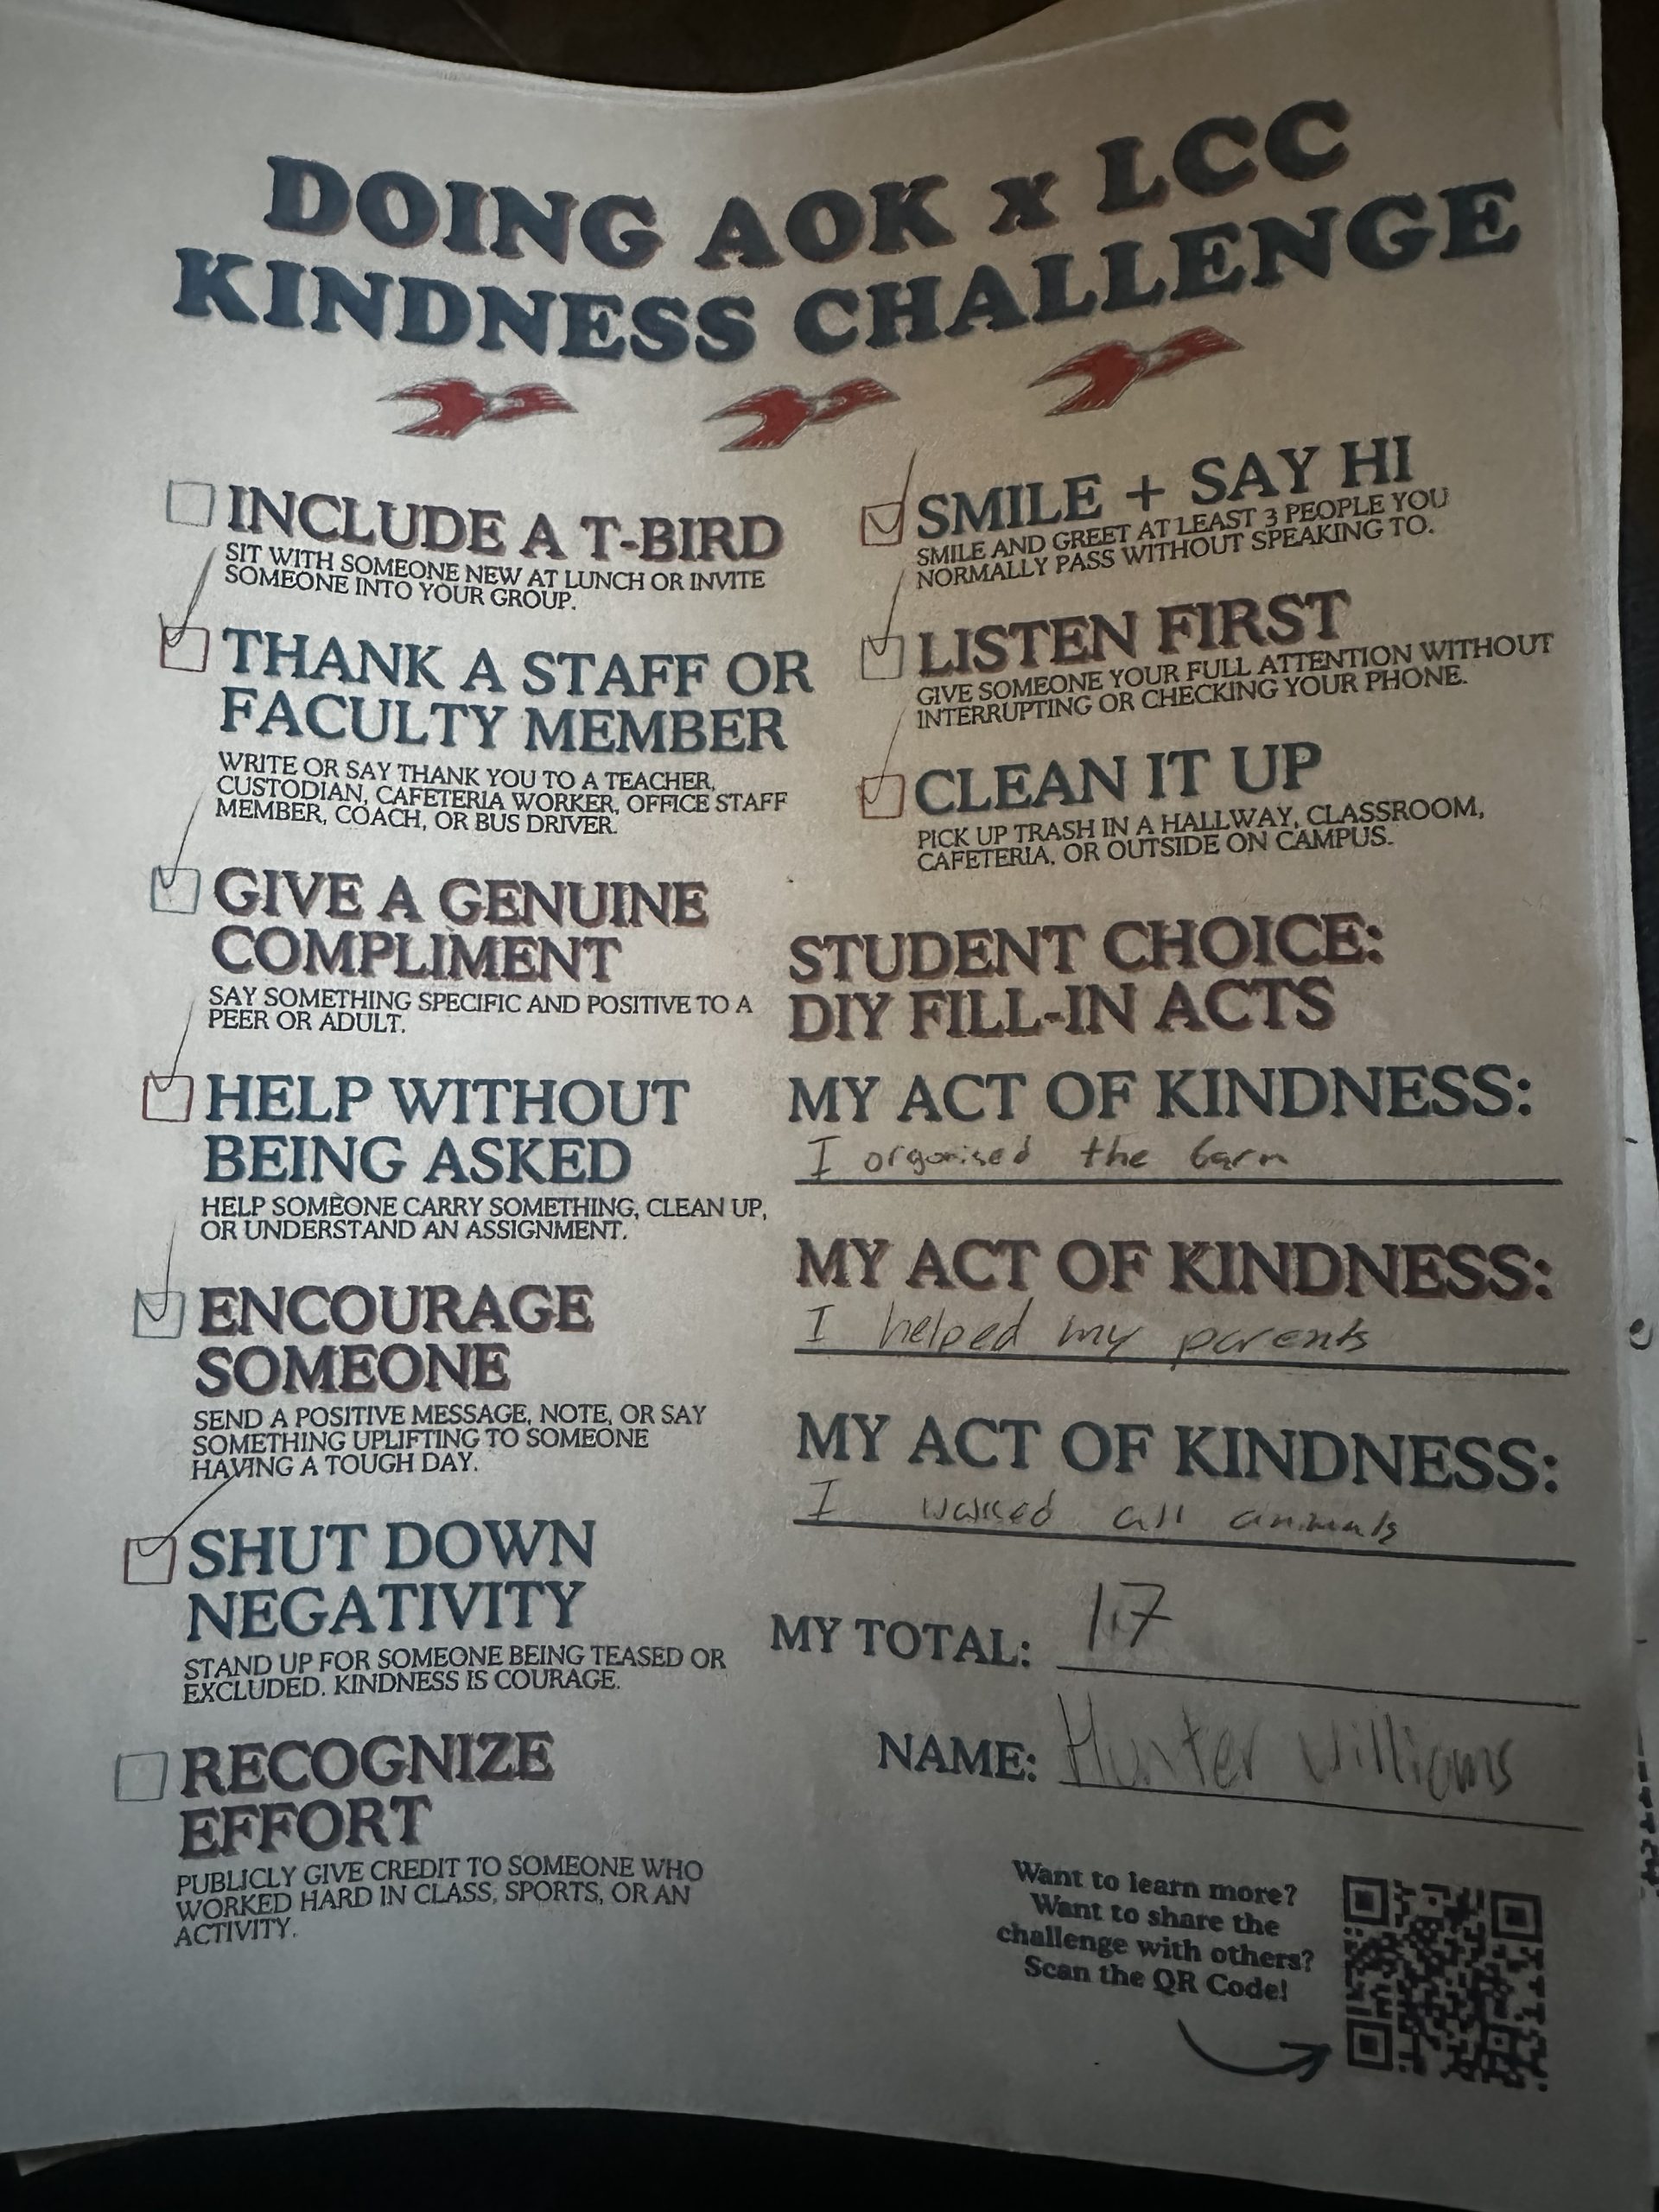 DOING AOK x LCC
KINDNESS CHALLENGE
INCLUDE A T-BIRD
SIT WITH SOMEONE NEW AT LUNCH OR INVITE
SOMEONE INTO YOUR GROUP.
THANK A STAFF OR
FACULTY MEMBER
WRITE OR SAY THANK YOU TO A TEACHER,
CUSTODIAN, CAFETERIA WORKER, OFFICE STAFF
MEMBER, COACH, OR BUS DRIVER.
GIVE A GENUINE
COMPLIMENT
SAY SOMETHING SPECIFIC AND POSITIVE TO A
PEER OR ADULT.
HELP WITHOUT
BEING ASKED
HELP SOMEONE CARRY SOMETHING, CLEAN UP,
OR UNDERSTAND AN ASSIGNMENT.
ENCOURAGE
SOMEONE
SEND A POSITIVE MESSAGE, NOTE, OR SAY
SOMETHING UPLIFTING TO SOMEONE
HAVING A TOUGH DAY.
SHUT DOWN
NEGATIVITY
STAND UP FOR SOMEONE BEING TEASED OR
EXCLUDED. KINDNESS IS COURAGE.
RECOGNIZE
EFFORT
PUBLICLY GIVE CREDIT TO SOMEONE WHO
WORKED HARD IN CLASS, SPORTS, OR AN
ACTIVITY.
SMILE + SAY HI
SMILE AND GREET AT LEAST 3 PEOPLE YOU
NORMALLY PASS WITHOUT SPEAKING TO.
LISTEN FIRST
GIVE SOMEONE YOUR FULL ATTENTION WITHOUT
INTERRUPTING OR CHECKING YOUR PHONE.
CLEAN IT UP
PICK UP TRASH IN A HALLWAY, CLASSROOM,
CAFETERIA, OR OUTSIDE ON CAMPUS.
STUDENT CHOICE:
DIY FILL-IN ACTS
MY ACT OF KINDNESS:
I organised the barn
MY ACT OF KINDNESS:
I helped my parents
MY ACT OF KINDNESS:
I walked all animals
MY TOTAL: 17
NAME: Hunter Williams
Want to learn more?
Want to share the
challenge with others?
Scan the QR Code!